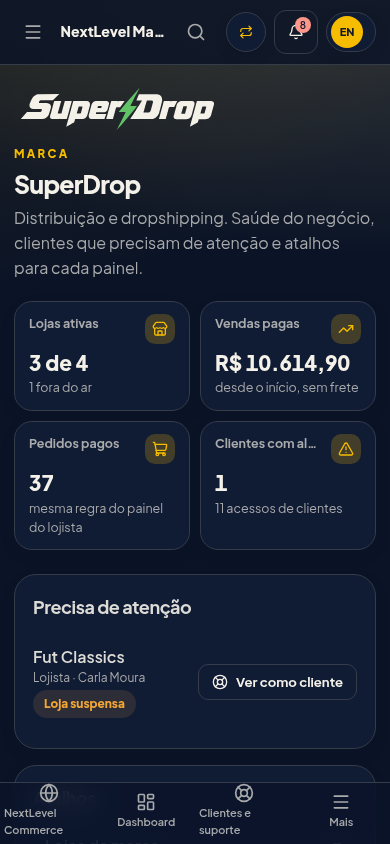 NextLevel Ma...
8
EN
SuperDrop
MARCA
SuperDrop
Distribuição e dropshipping. Saúde do negócio,
clientes que precisam de atenção e atalhos
para cada painel.
Lojas ativas
3 de 4
1 fora do ar
Vendas pagas
R$ 10.614,90
desde o início, sem frete
Pedidos pagos
37
mesma regra do painel
do lojista
Clientes com al...
1
11 acessos de clientes
Precisa de atenção
Fut Classics
Lojista · Carla Moura
Loja suspensa
Ver como cliente
NextLevel
Commerce
Dashboard
Clientes e
suporte
Mais